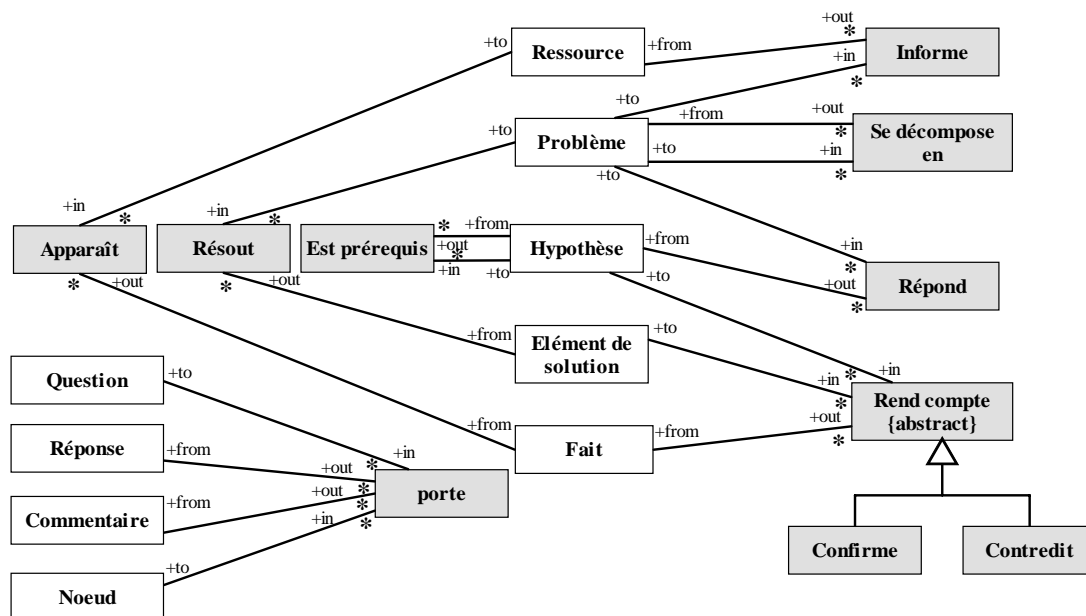 +out
*
+to
Ressource
+from
+in
Informe
*
+to
+from
+out
*
+to
Problème
Se décompose
en
+to
+in
*
+to
+in
*
+in
*
*
+from
+from
+in
*
Apparaît
Résout
Est prérequis
+out
*
Hypothèse
+in
+to
+to
+out
*
Répond
*
+out
*
+out
+from
Elément de
solution
+to
+in
*
*
+in
Question
+to
Rend compte
{abstract}
+from
Fait
+from
+out
*
Réponse
+from
+in
*
+out
*
porte
Commentaire
+from
+out
*
+in
*
Confirme
Contredit
Noeud
+to